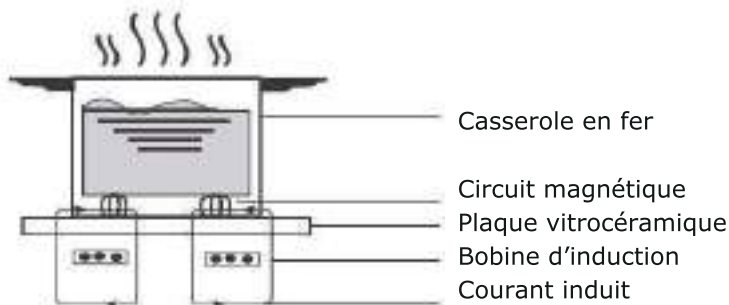 Casserole en fer
Circuit magnétique
Plaque vitrocéramique
Bobine d’induction
Courant induit